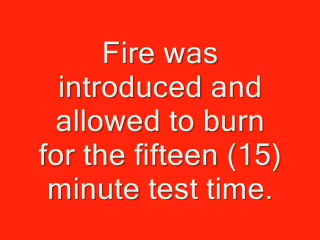 Fire was
introduced and
allowed to burn
for the fifteen (15)
minute test time.